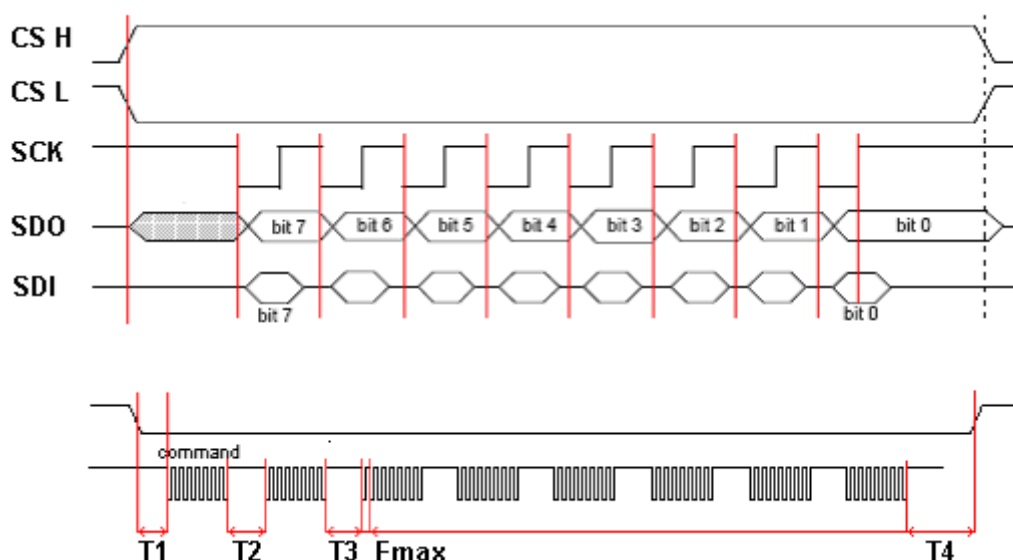 CS H
CS L
SCK
SDO bit 7 bit 6 bit 5 bit 4 bit 3 bit 2 bit 1 bit 0
SDI
bit 7 bit 0
command
T1 T2 T3 Fmax T4